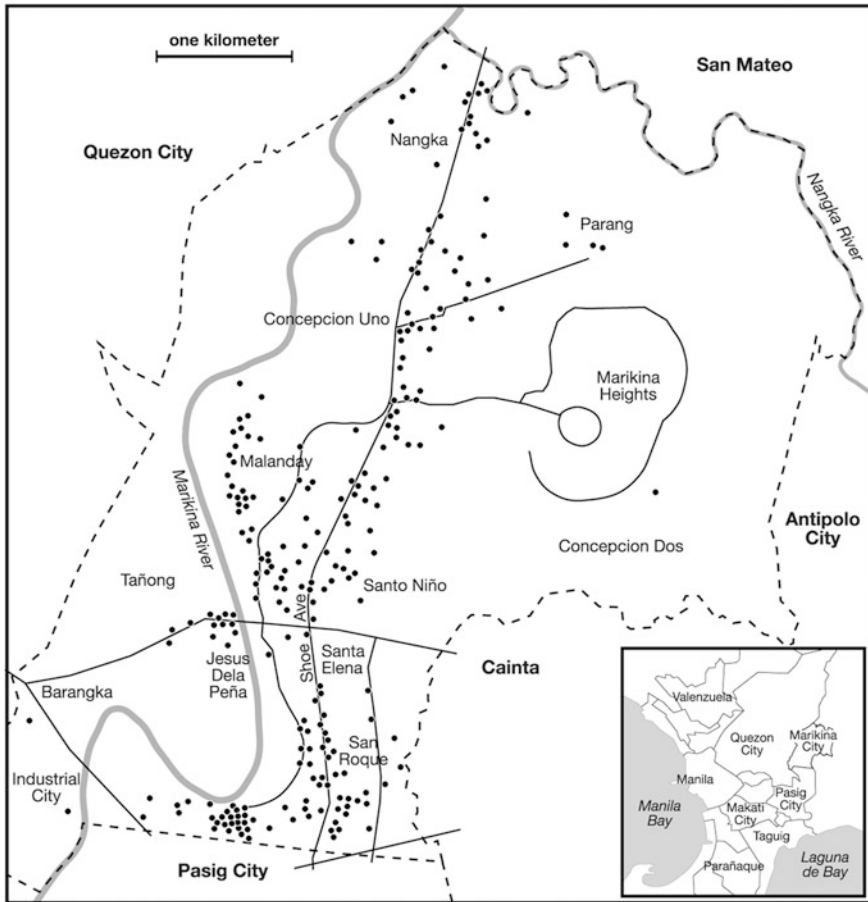 one kilometer
San Mateo
Quezon City
Nangka
Nangka River
Parang
Concepcion Uno
Marikina
Heights
Malanday
Marikina River
Antipolo
City
Concepcion Dos
Tañong
Santo Niño
Shoe Ave
Jesus
Dela
Peña
Santa
Elena
Cainta
Barangka
San
Roque
Industrial
City
Pasig City
Valenzuela
Quezon
City
Marikina
City
Manila
Pasig
City
Makati
City
Manila
Bay
Taguig
Parañaque
Laguna
de Bay